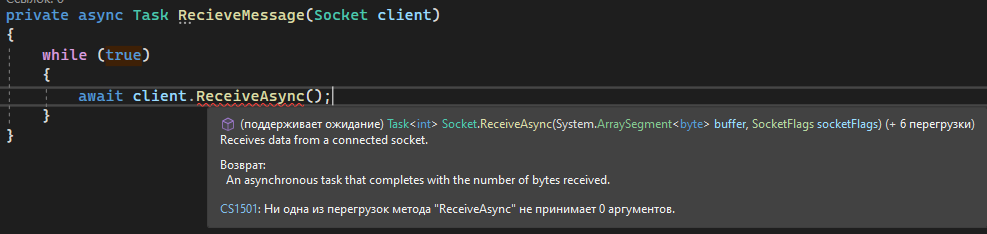 Ссылок: 0
private async Task RecieveMessage(Socket client)
{
while (true)
{
await client.ReceiveAsync();
}
}
(поддерживает ожидание) Task<int> Socket.ReceiveAsync(System.ArraySegment<byte> buffer, SocketFlags socketFlags) (+ 6 перегрузки)
Receives data from a connected socket.
Возврат:
An asynchronous task that completes with the number of bytes received.
CS1501: Ни одна из перегрузок метода "ReceiveAsync" не принимает 0 аргументов.